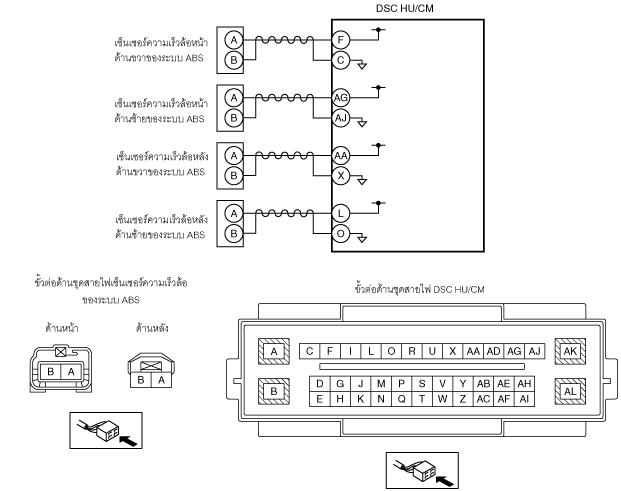 DSC HU/CM
เซ็นเซอร์ความเร็วล้อหน้า
ด้านขวาของระบบ ABS
A
B
F
C
เซ็นเซอร์ความเร็วล้อหน้า
ด้านซ้ายของระบบ ABS
A
B
AG
AJ
เซ็นเซอร์ความเร็วล้อหลัง
ด้านขวาของระบบ ABS
A
B
AA
X
เซ็นเซอร์ความเร็วล้อหลัง
ด้านซ้ายของระบบ ABS
A
B
L
O
ขั้วต่อด้านชุดสายไฟเซ็นเซอร์ความเร็วล้อ
ของระบบ ABS
ด้านหน้า
ด้านหลัง
B A
B A
ขั้วต่อด้านชุดสายไฟ DSC HU/CM
A C F I L O R U X AA AD AG AJ AK
B D G J M P S V Y AB AE AH AL
E H K N Q T W Z AC AF AI